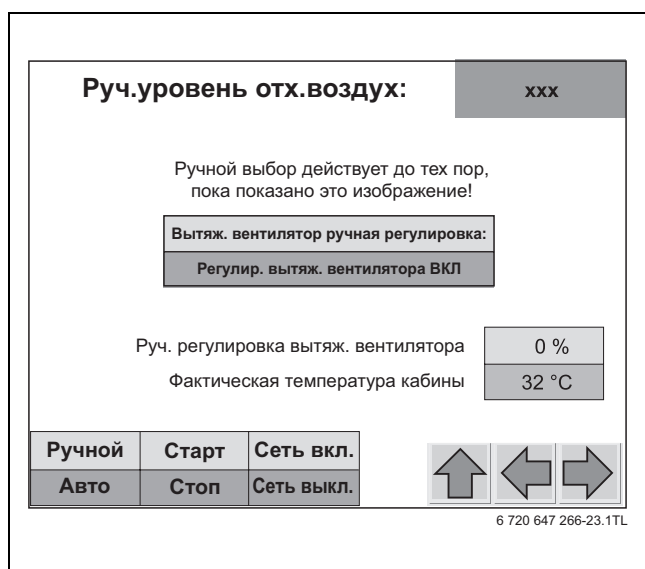 Руч.уровень отх.воздух:
xxx
Ручной выбор действует до тех пор,
пока показано это изображение!
Вытяж. вентилятор ручная регулировка:
Регулир. вытяж. вентилятора ВКЛ
Руч. регулировка вытяж. вентилятора
0 %
Фактическая температура кабины
32 °C
Ручной Старт Сеть вкл.
Авто Стоп Сеть выкл.
6 720 647 266-23.1TL